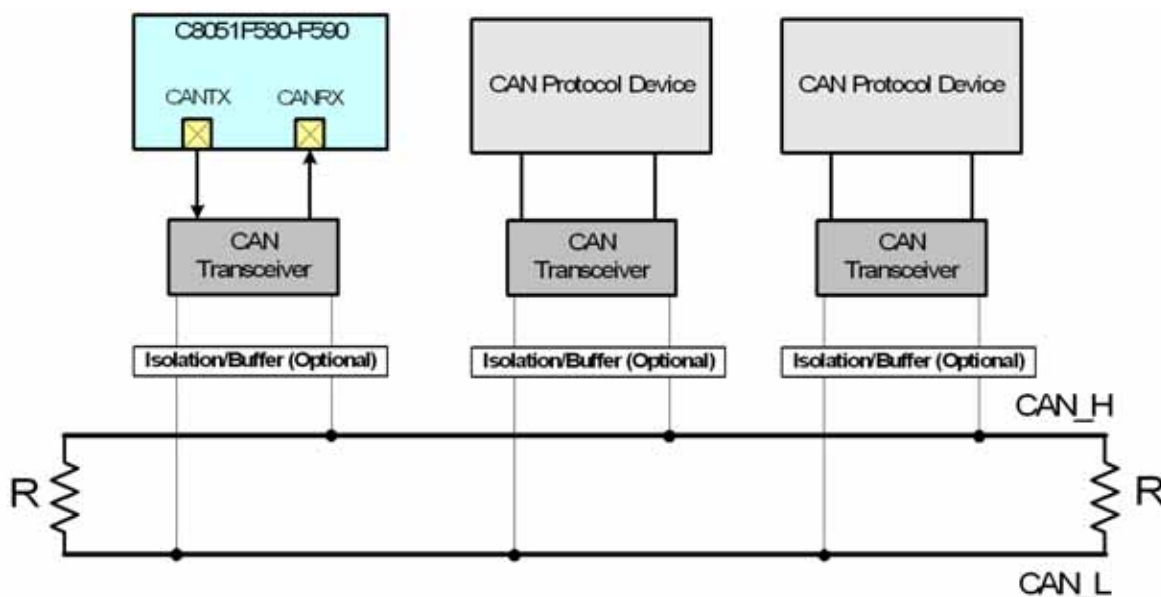 C8051F580-F590
CANTX
CANRX
CAN Protocol Device
CAN Protocol Device
CAN
Transceiver
CAN
Transceiver
CAN
Transceiver
Isolation/Buffer (Optional)
Isolation/Buffer (Optional)
Isolation/Buffer (Optional)
CAN_H
R
R
CAN_L